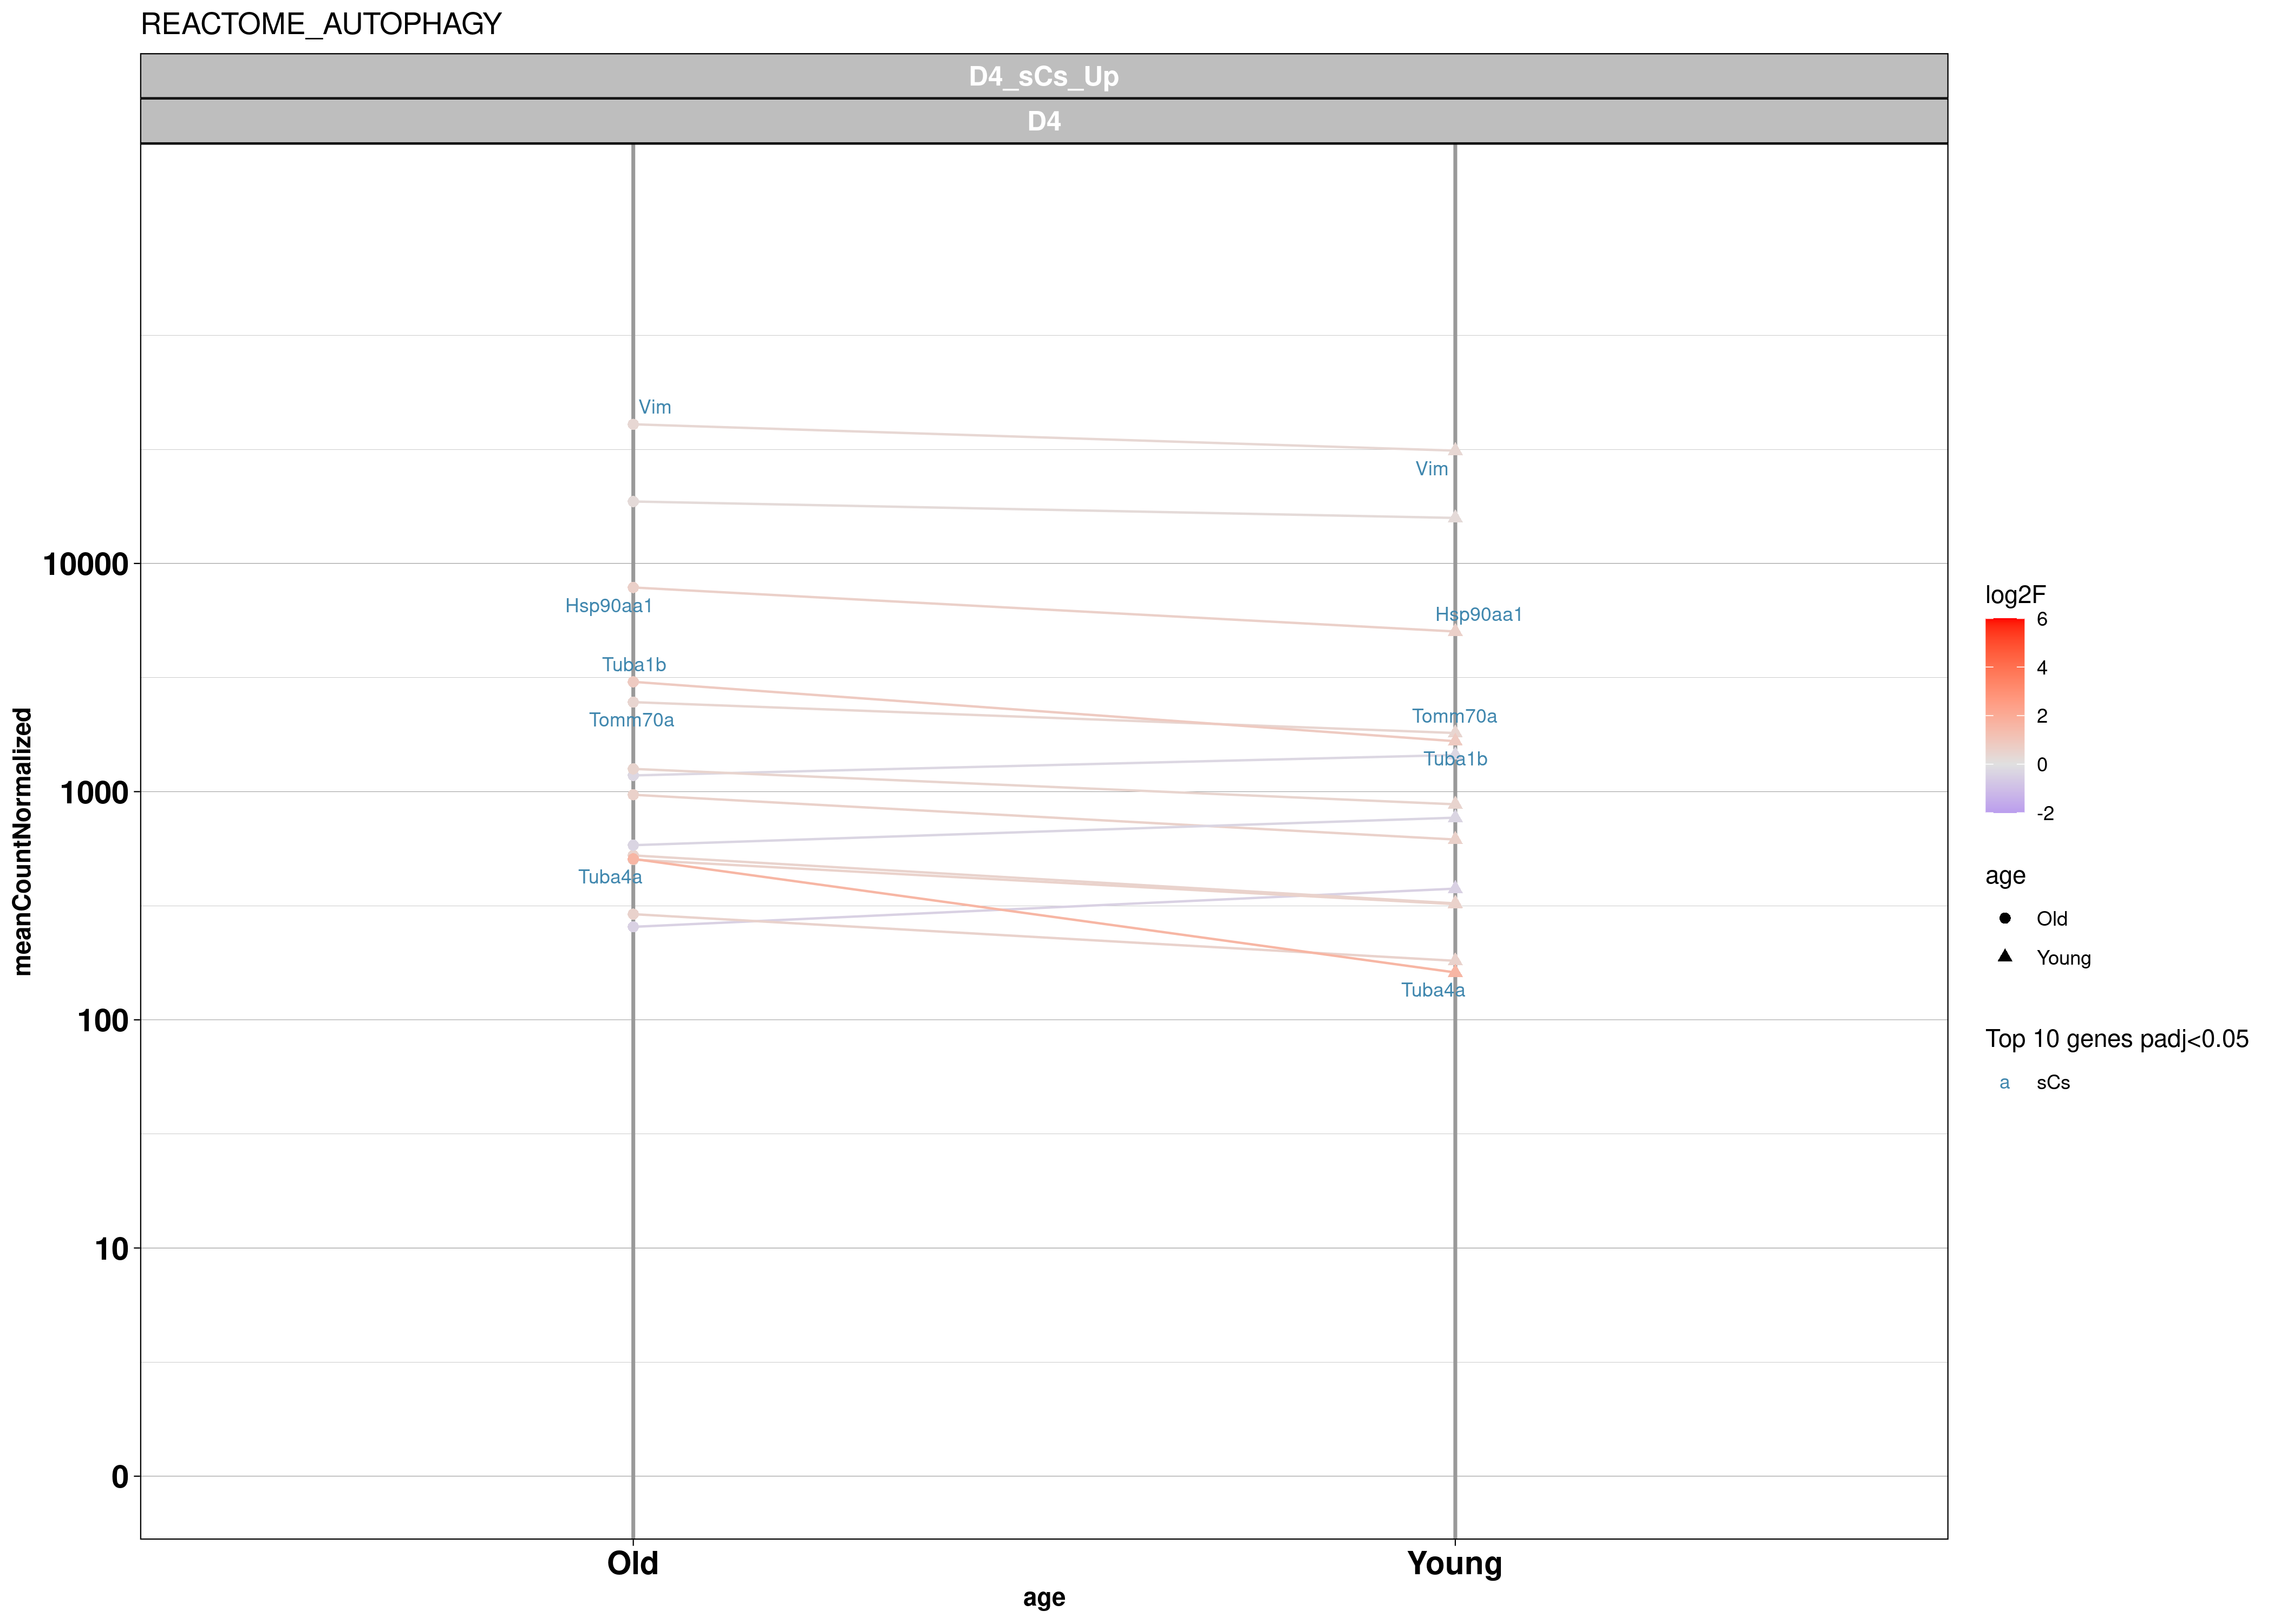 REACTOME_AUTOPHAGY
D4_sCs_Up
D4
meanCountNormalized
10000
1000
100
10
0
Vim
Vim
Hsp90aa1
Hsp90aa1
Tuba1b
Tomm70a
Tomm70a
Tuba1b
Tuba4a
Tuba4a
Old
Young
age
log2F
6
4
2
0
-2
age
Old
Young
Top 10 genes padj<0.05
a sCs